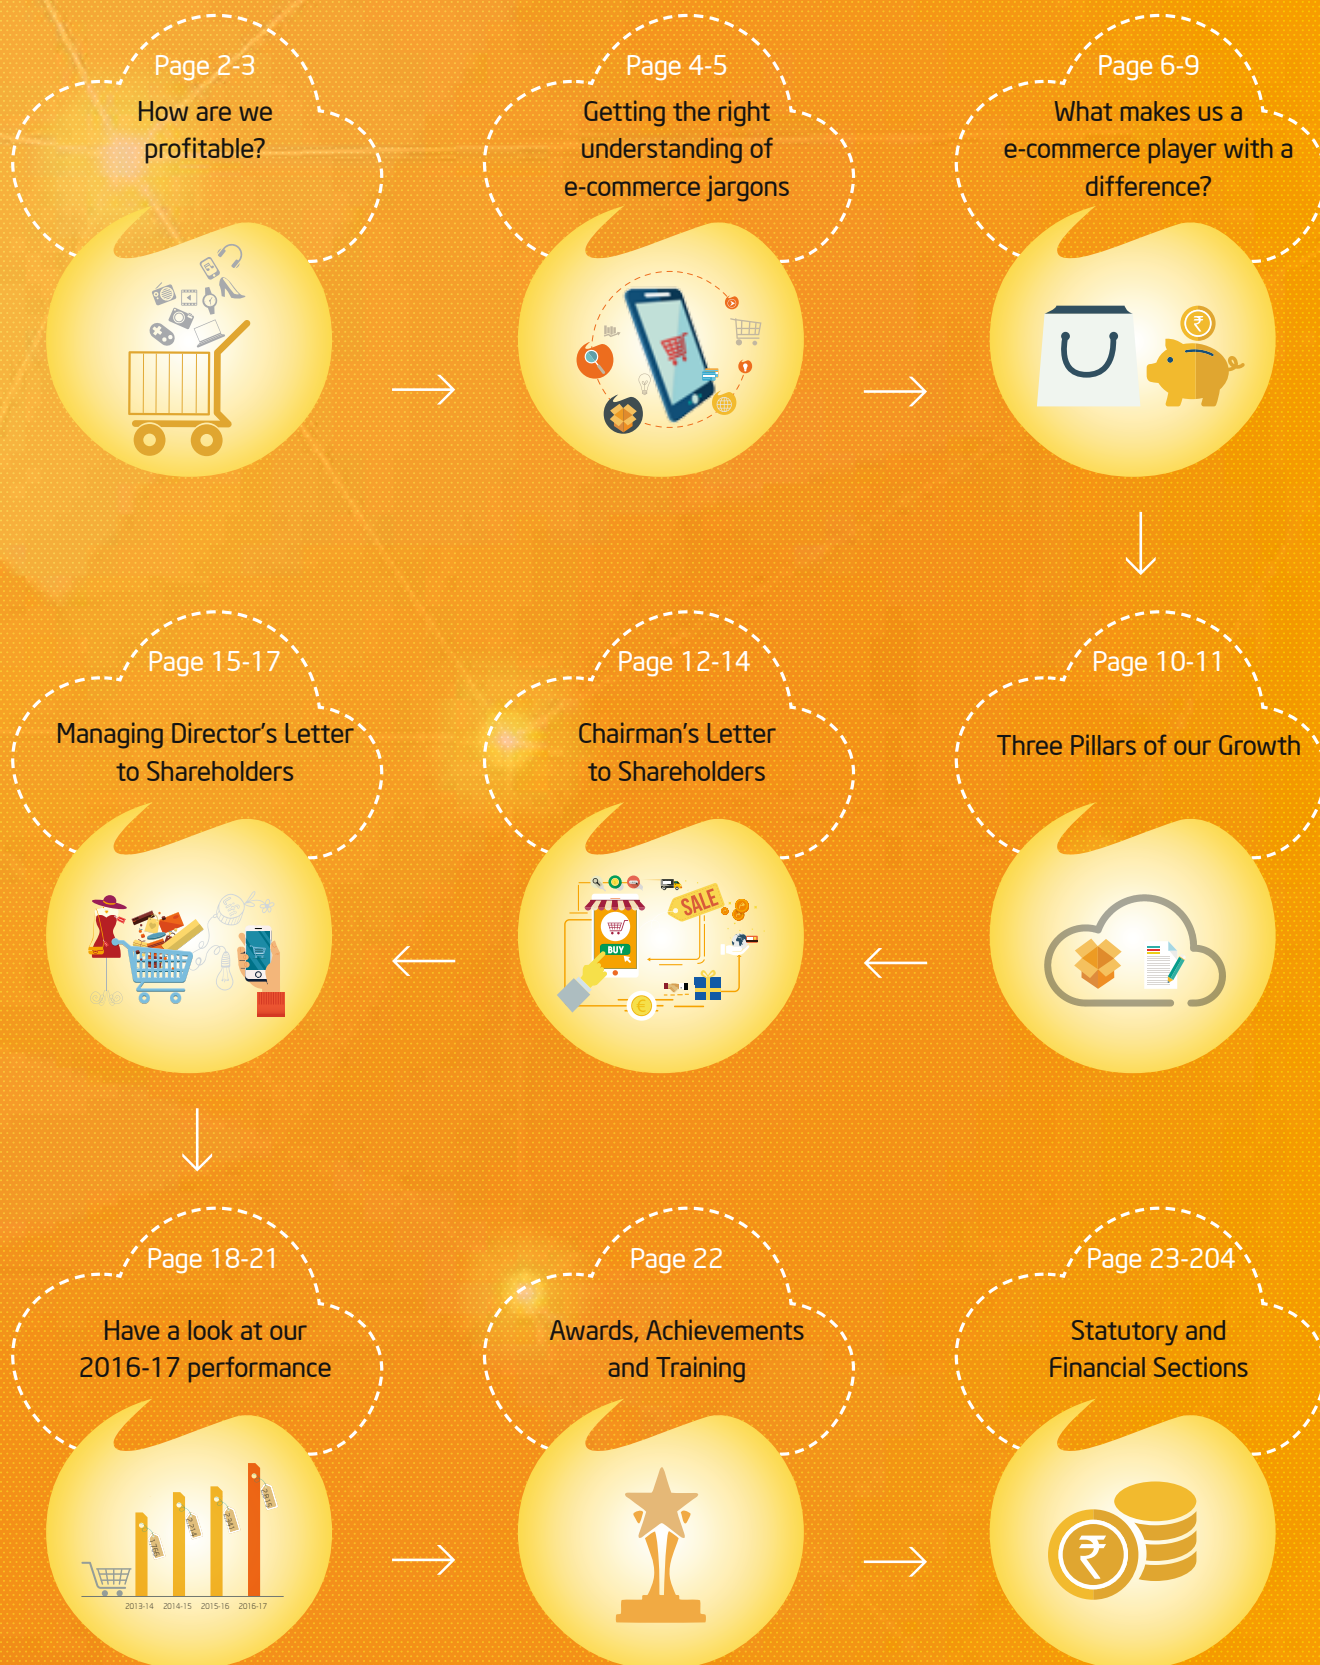 Page 2-3
How are we
profitable?
Page 4-5
Getting the right
understanding of
e-commerce jargons
Page 6-9
What makes us a
e-commerce player with a
difference?
Page 10-11
Three Pillars of our Growth
Page 12-14
Chairman's Letter
to Shareholders
SALE
BUY
Page 15-17
Managing Director's Letter
to Shareholders
Page 18-21
Have a look at our
2016-17 performance
2013-14 2014-15 2015-16 2016-17
Page 22
Awards, Achievements
and Training
Page 23-204
Statutory and
Financial Sections